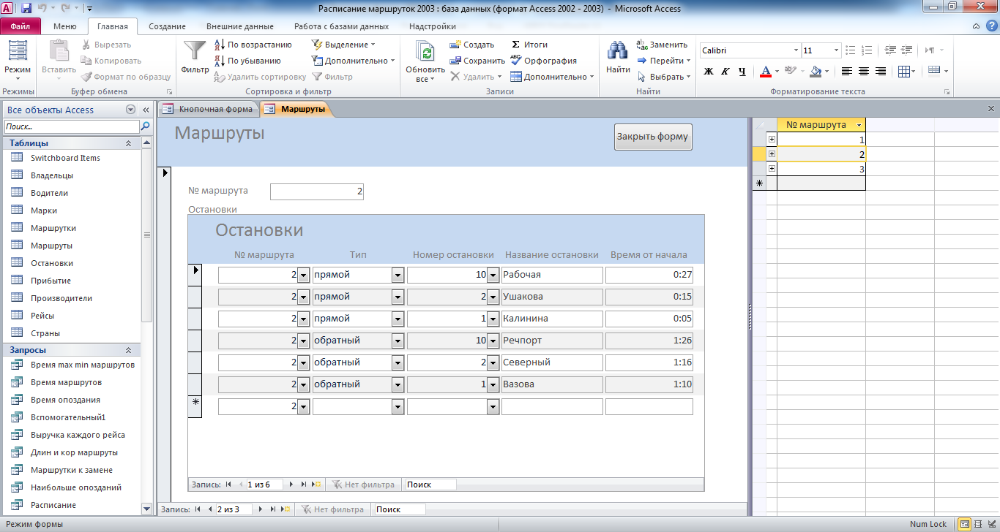 Расписание маршруток 2003 : база данных (формат Access 2002 - 2003) - Microsoft Access
Файл Меню Главная Создание Внешние данные Работа с базами данных Надстройки
Режим
Режимы
Вставить
Вырезать
Копировать
Формат по образцу
Буфер обмена
Фильтр
По возрастанию
По убыванию
Удалить сортировку
Выделение
Дополнительно
Фильтр
Сортировка и фильтр
Обновить все
Создать
Сохранить
Удалить
Σ Итоги
Орфография
Дополнительно
Записи
Найти
Заменить
Перейти
Выбрать
Найти
Calibri 11
Ж К Ч А
Форматирование текста
Все объекты Access
Поиск...
Таблицы
Switchboard Items
Владельцы
Водители
Марки
Маршрутки
Маршруты
Остановки
Прибытие
Производители
Рейсы
Страны
Запросы
Время max min маршрутов
Время маршрутов
Время опоздания
Вспомогательный1
Выручка каждого рейса
Длин и кор маршруты
Маршрутки к замене
Наибольше опозданий
Расписание
Кнопочная форма Маршруты
Маршруты
Закрыть форму
№ маршрута 2
Остановки
Остановки
№ маршрута Тип Номер остановки Название остановки Время от начала
2 прямой 10 Рабочая 0:27
2 прямой 2 Ушакова 0:15
2 прямой 1 Калинина 0:05
2 обратный 10 Речпорт 1:26
2 обратный 2 Северный 1:16
2 обратный 1 Вазова 1:10
2
Запись: 1 из 6 Нет фильтра Поиск
Запись: 2 из 3 Нет фильтра Поиск
№ маршрута
1
2
3
Режим формы Num Lock